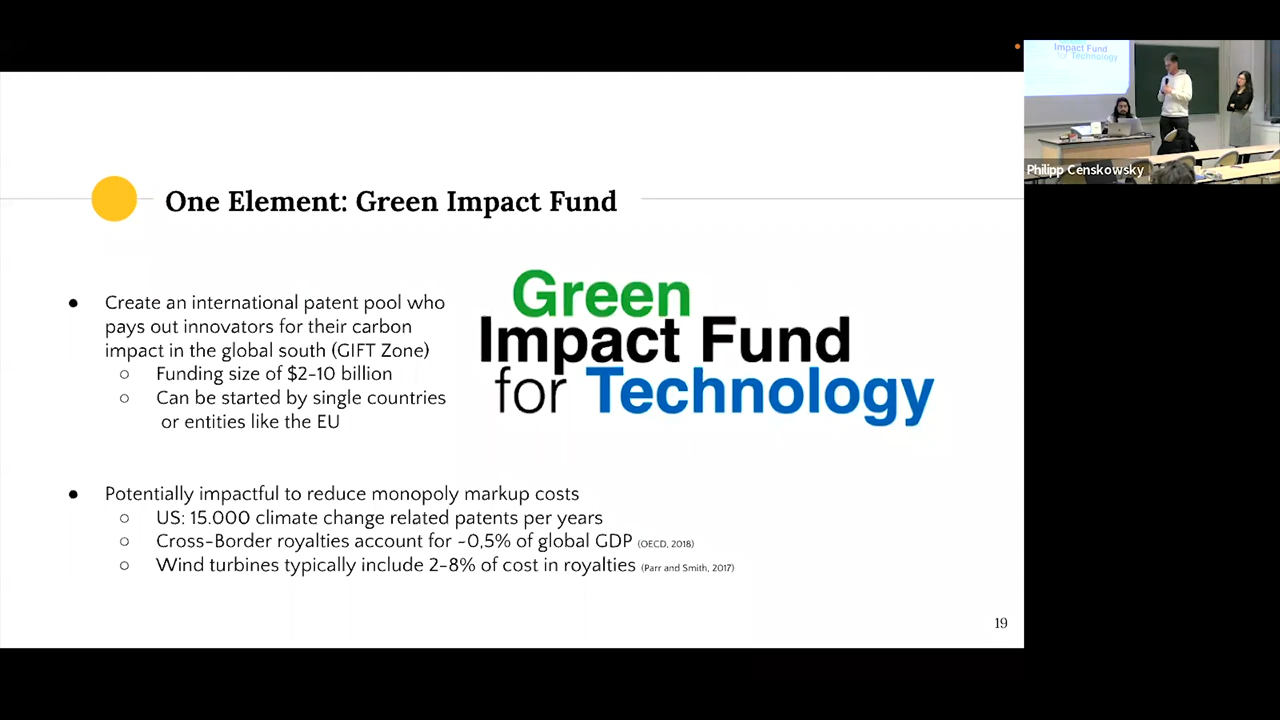 Impact Fund
for Technology
Philipp Censkowsky
One Element: Green Impact Fund
● Create an international patent pool who
pays out innovators for their carbon
impact in the global south (GIFT Zone)
○ Funding size of $2-10 billion
○ Can be started by single countries
or entities like the EU
Green
Impact Fund
for Technology
● Potentially impactful to reduce monopoly markup costs
○ US: 15.000 climate change related patents per years
○ Cross-Border royalties account for ~0,5% of global GDP (OECD, 2018)
○ Wind turbines typically include 2-8% of cost in royalties (Parr and Smith, 2017)
19